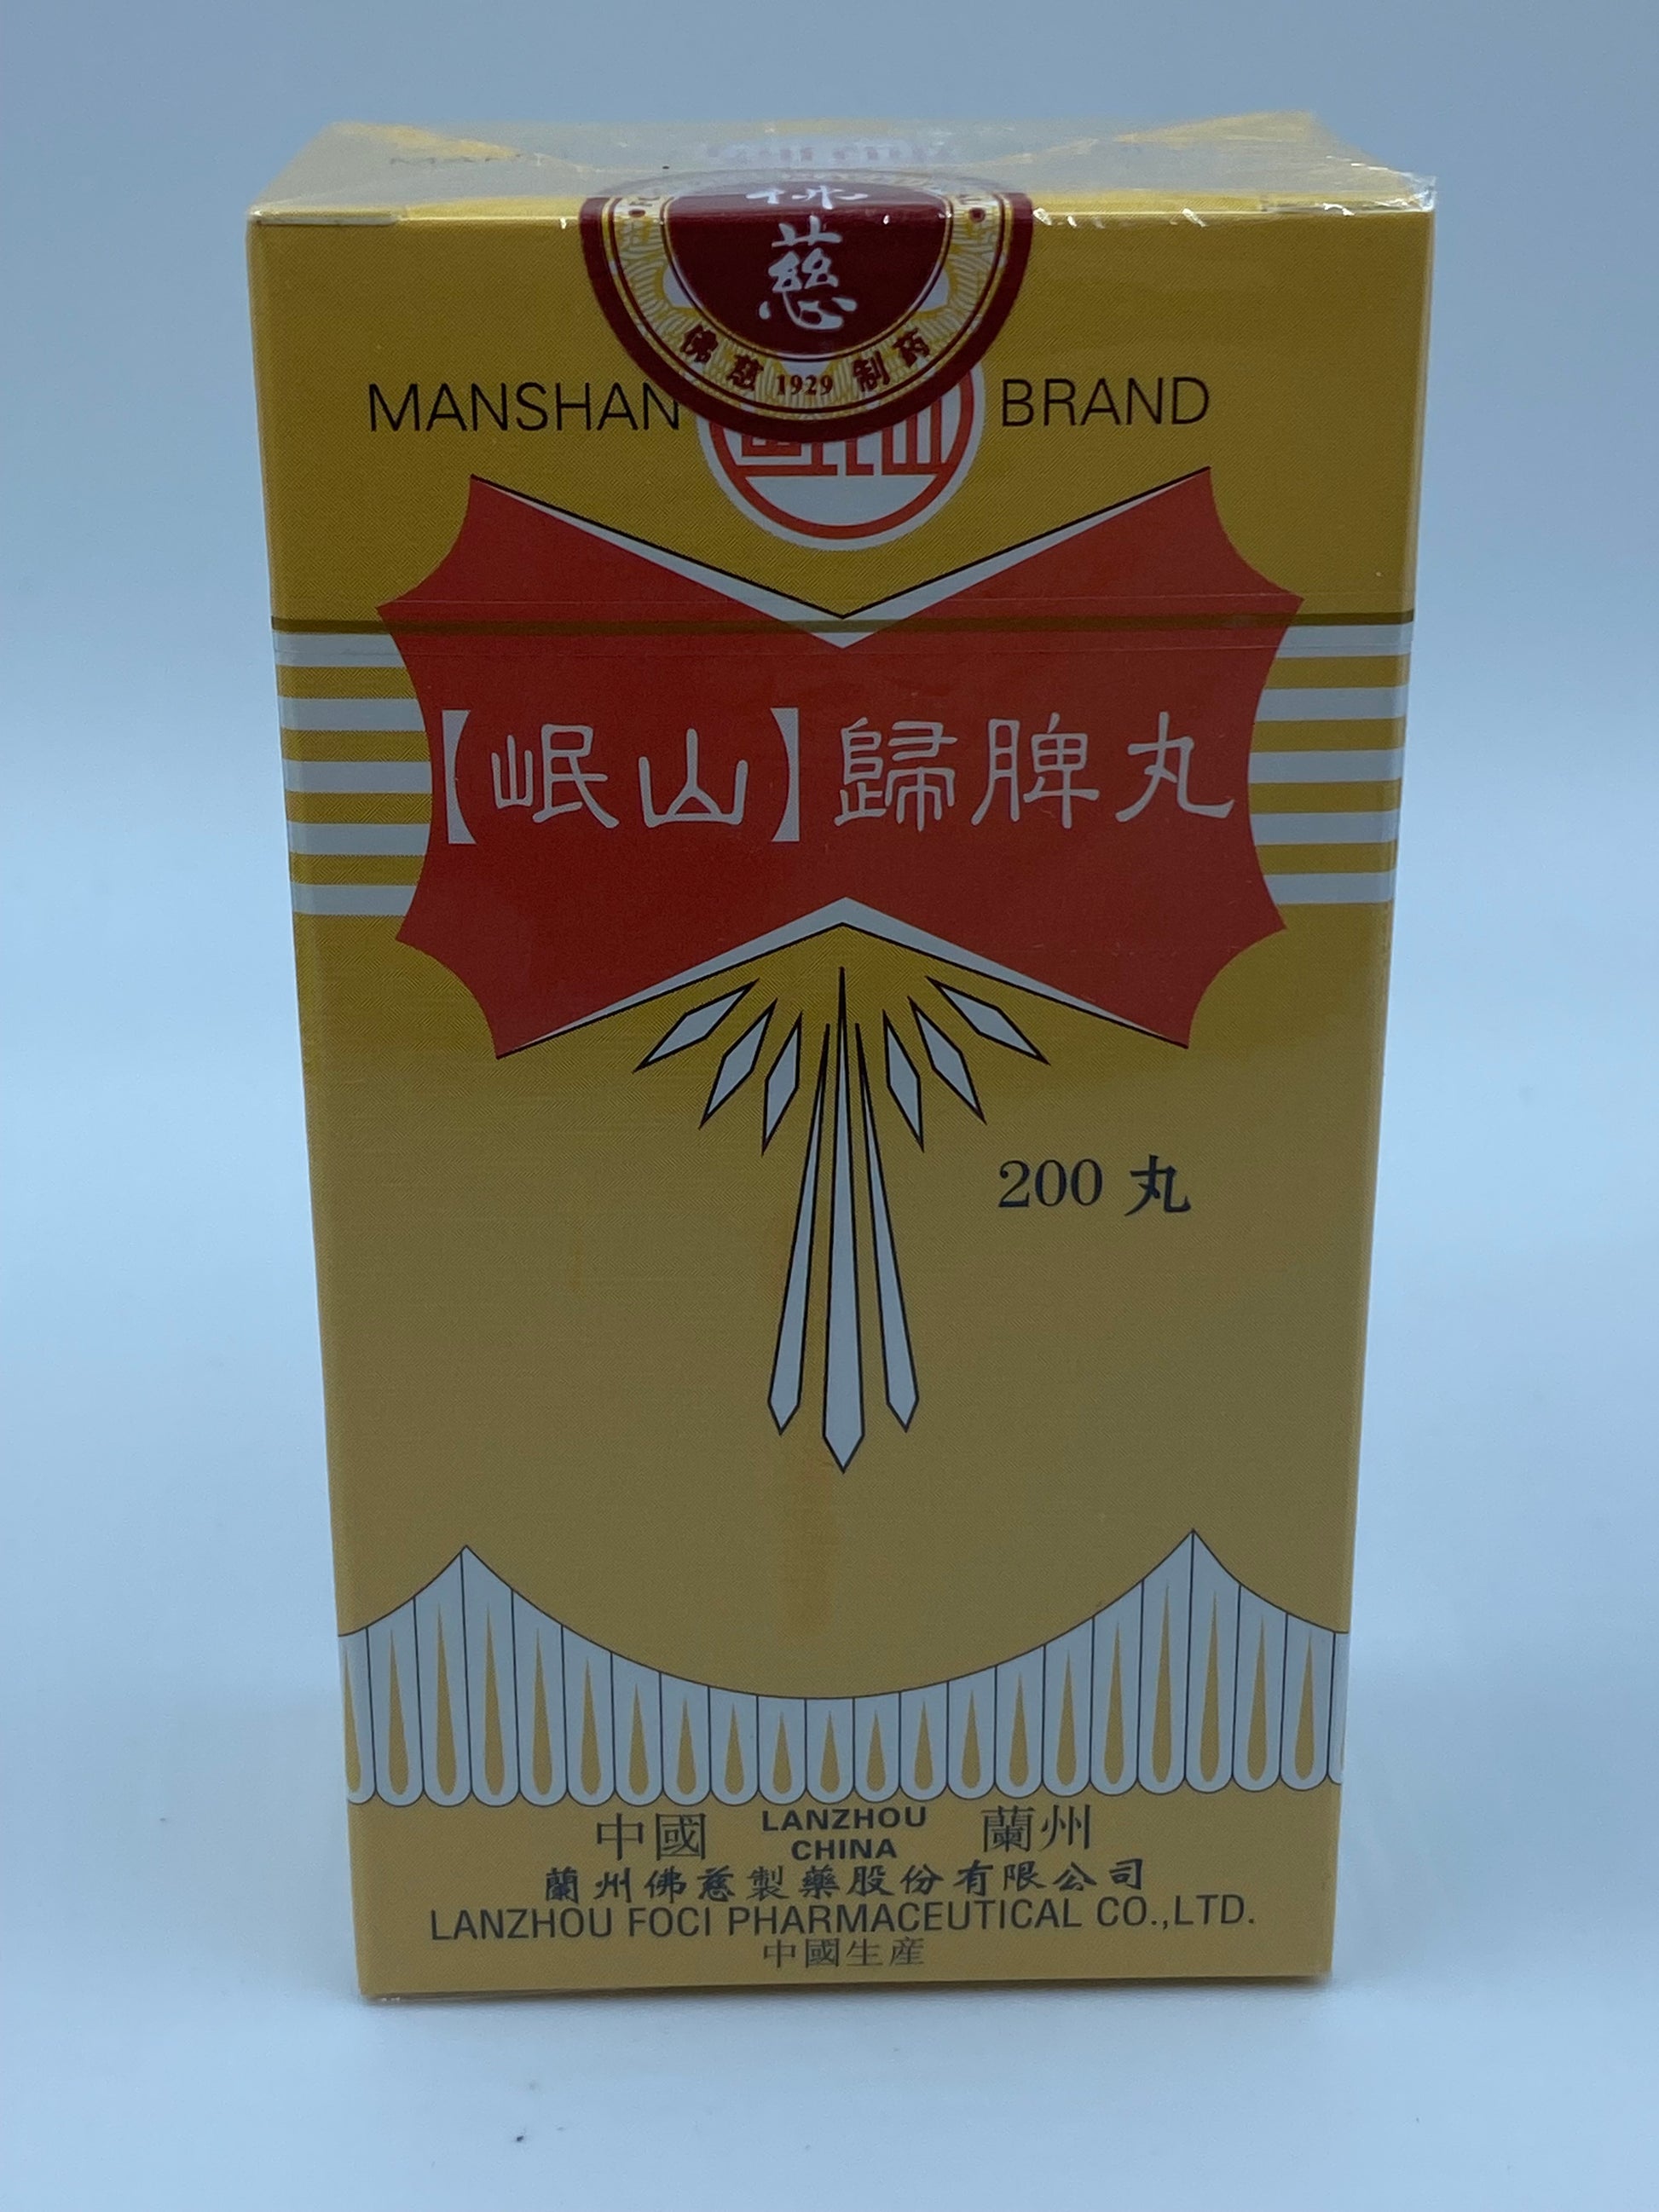 佛
慈
佛慈 1929 制药
MANSHAN BRAND
【岷山】歸脾丸
200 丸
中國 LANZHOU CHINA 蘭州
蘭州佛慈製藥股份有限公司
LANZHOU FOCI PHARMACEUTICAL CO.,LTD.
中國生産